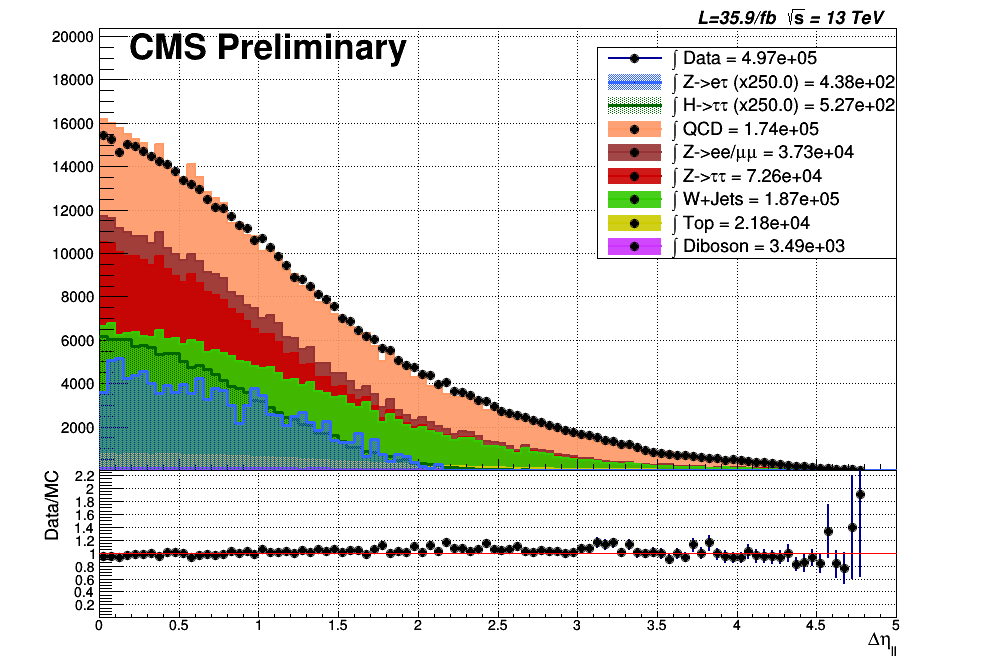 L=35.9/fb √s = 13 TeV
CMS Preliminary
∫ Data = 4.97e+05
∫ Z->eτ (x250.0) = 4.38e+02
∫ H->ττ (x250.0) = 5.27e+02
∫ QCD = 1.74e+05
∫ Z->ee/μμ = 3.73e+04
∫ Z->ττ = 7.26e+04
∫ W+Jets = 1.87e+05
∫ Top = 2.18e+04
∫ Diboson = 3.49e+03
20000
18000
16000
14000
12000
10000
8000
6000
4000
2000
Data/MC
2.2
2
1.8
1.6
1.4
1.2
1
0.8
0.6
0.4
0.2
0 0.5 1 1.5 2 2.5 3 3.5 4 4.5 5
Δη||